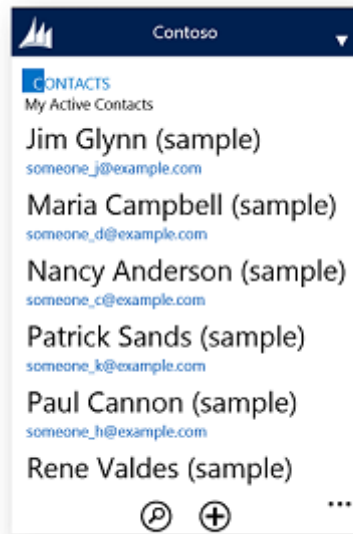 Contoso
CONTACTS
My Active Contacts
Jim Glynn (sample)
someone_j@example.com
Maria Campbell (sample)
someone_d@example.com
Nancy Anderson (sample)
someone_c@example.com
Patrick Sands (sample)
someone_k@example.com
Paul Cannon (sample)
someone_h@example.com
Rene Valdes (sample)